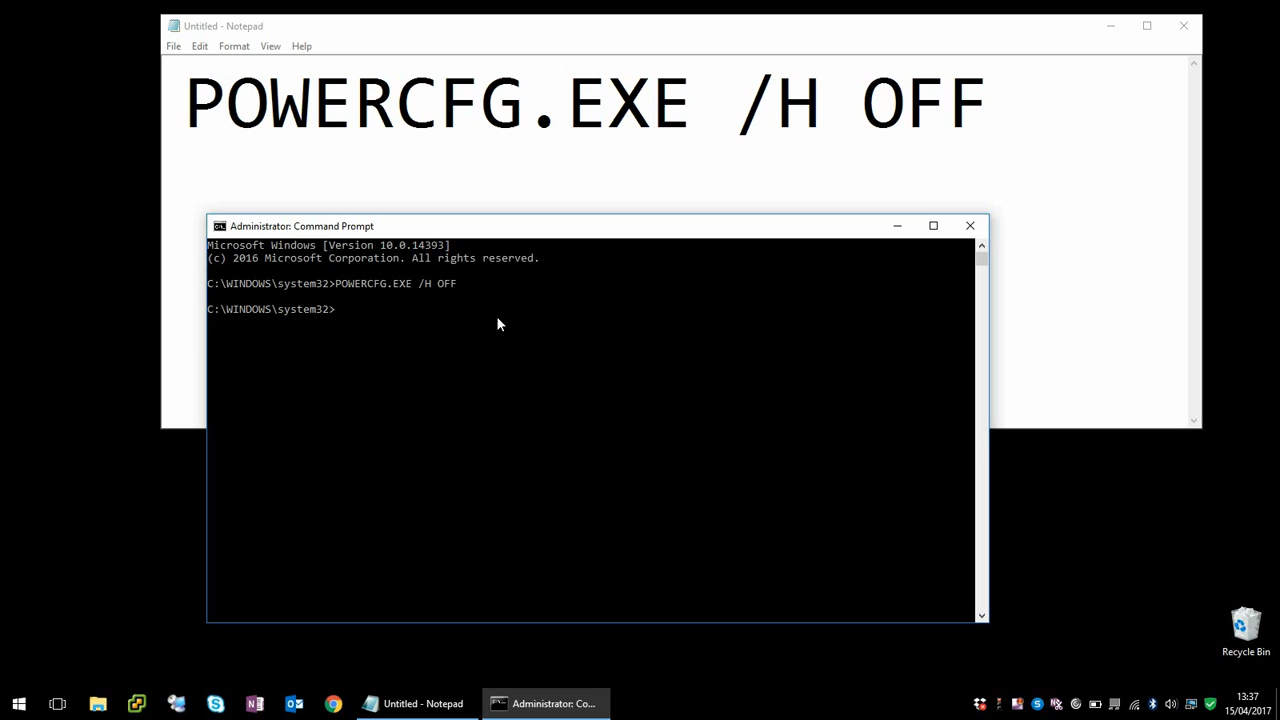 Untitled - Notepad
File Edit Format View Help
POWERCFG.EXE /H OFF
Administrator: Command Prompt
Microsoft Windows [Version 10.0.14393]
(c) 2016 Microsoft Corporation. All rights reserved.
C:\WINDOWS\system32>POWERCFG.EXE /H OFF
C:\WINDOWS\system32>
Recycle Bin
Untitled - Notepad
Administrator: Co...
13:37
15/04/2017